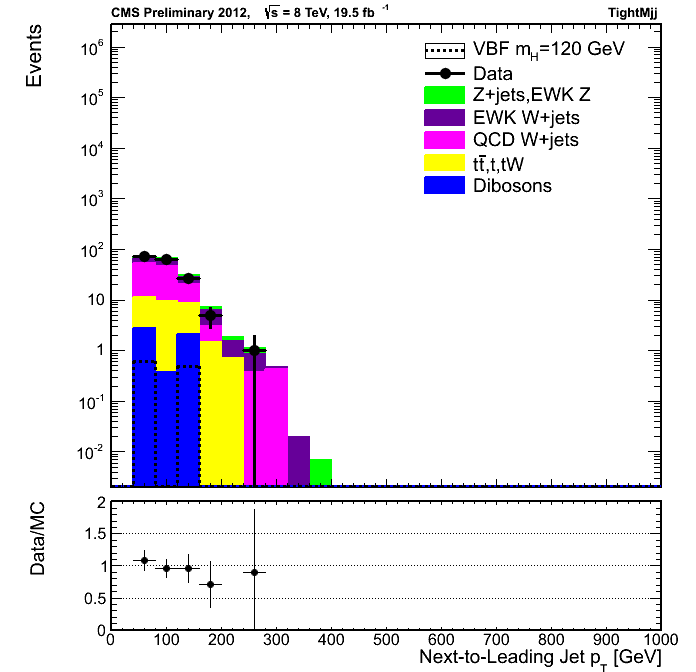 CMS Preliminary 2012, √s = 8 TeV, 19.5 fb⁻¹ TightMjj
Events
10⁶
10⁵
10⁴
10³
10²
10
1
10⁻¹
10⁻²
VBF m_H=120 GeV
Data
Z+jets,EWK Z
EWK W+jets
QCD W+jets
tt̄,t,tW
Dibosons
Data/MC
2
1.5
1
0.5
0
0 100 200 300 400 500 600 700 800 900 1000
Next-to-Leading Jet p_T [GeV]